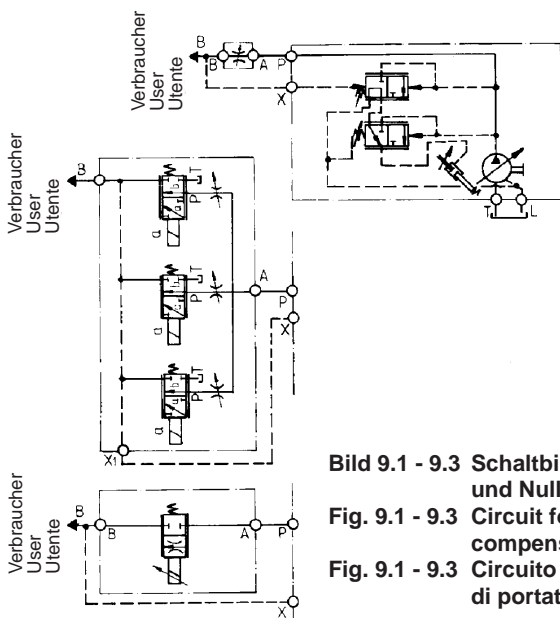 Verbraucher
User
Utente
B
B
A
P
X
T
L
Verbraucher
User
Utente
B
a
b
a
P
T
a
b
a
P
T
a
b
a
P
T
A
P
X
X1
Verbraucher
User
Utente
B
B
A
P
X
Bild 9.1 - 9.3 Schaltbi
und Null
Fig. 9.1 - 9.3 Circuit fo
compens
Fig. 9.1 - 9.3 Circuito
di portat